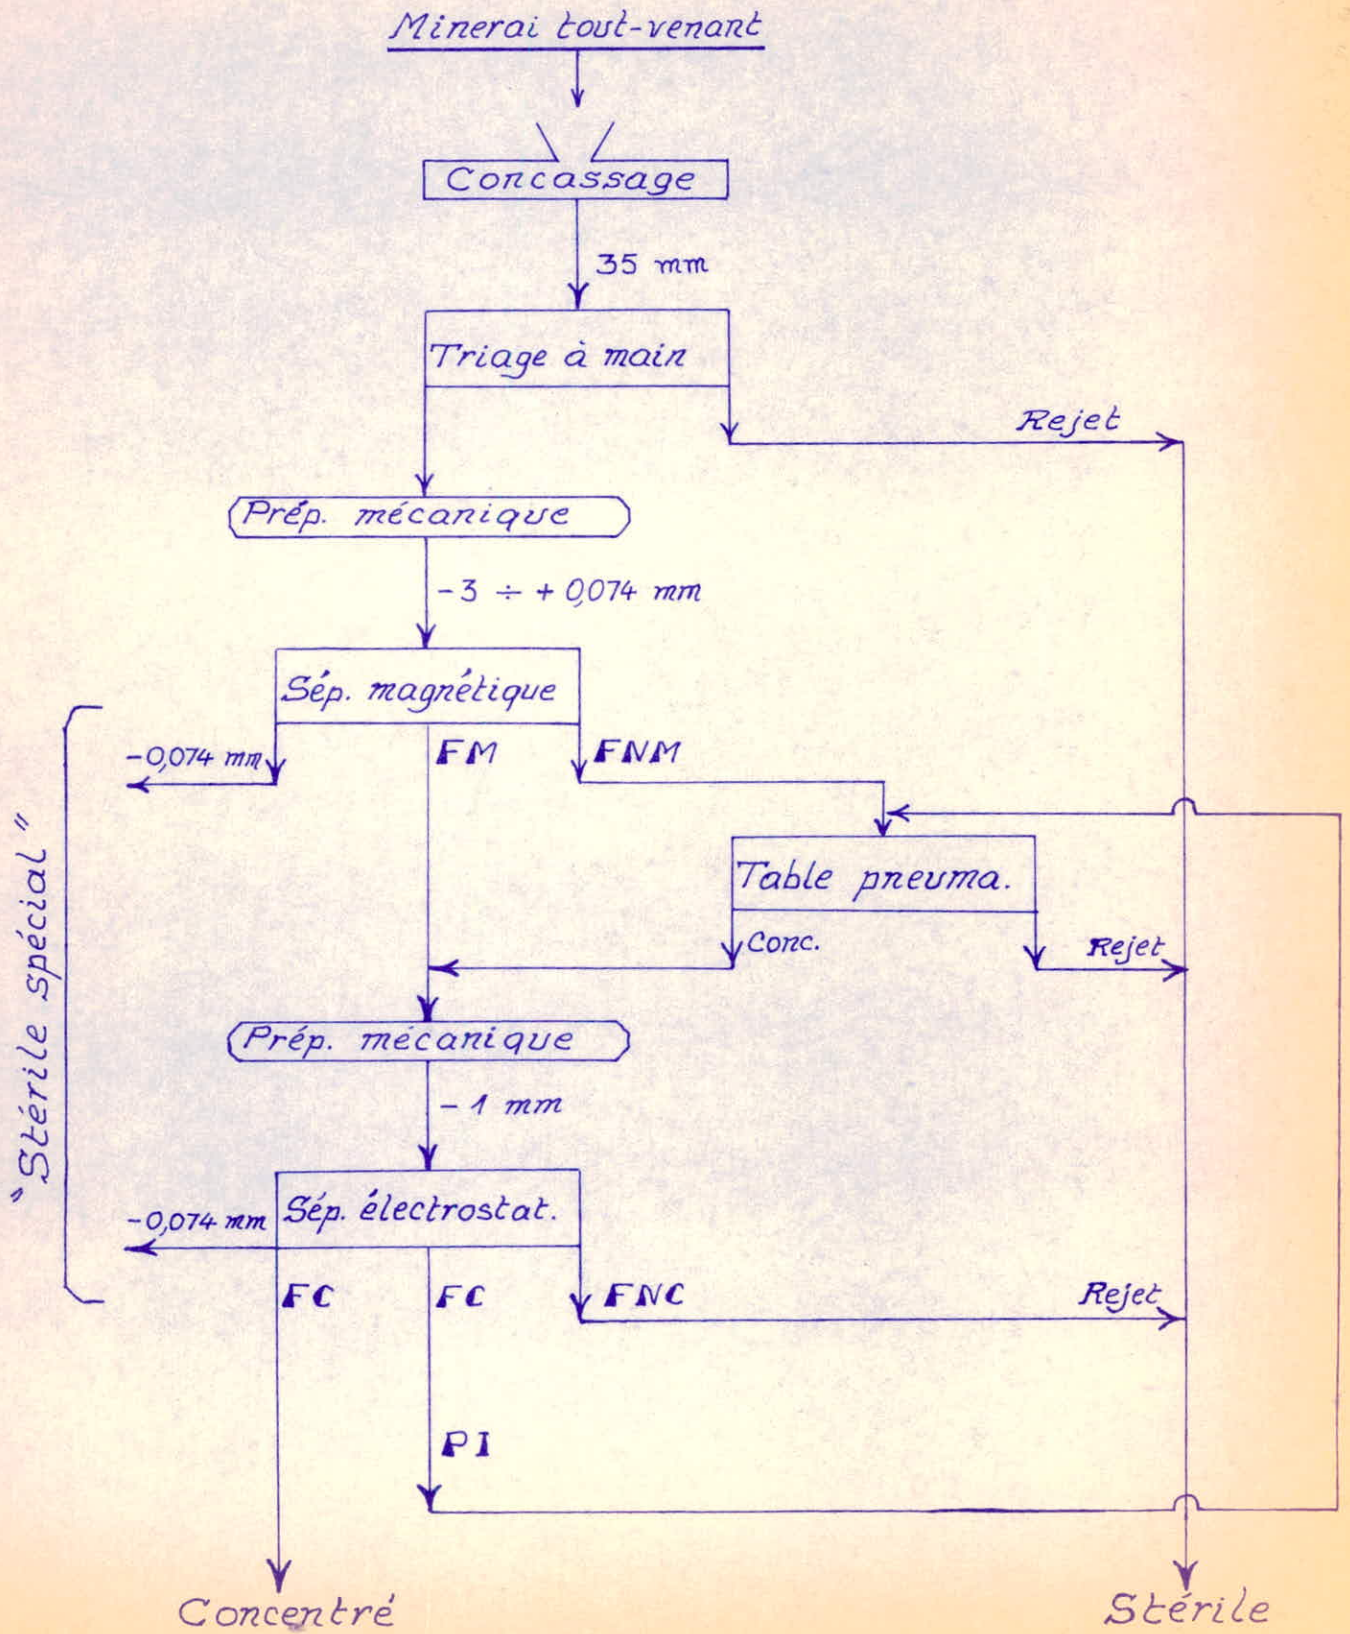 Minerai tout-venant
Concassage
35 mm
Triage à main
Rejet
Prép. mécanique
-3 ÷ + 0,074 mm
Sép. magnétique
-0,074 mm
FM
FNM
Table pneuma.
Conc.
Rejet
Prép. mécanique
- 1 mm
"Stérile spécial"
Sép. électrostat.
-0,074 mm
FC
FC
FNC
Rejet
PI
Concentré
Stérile